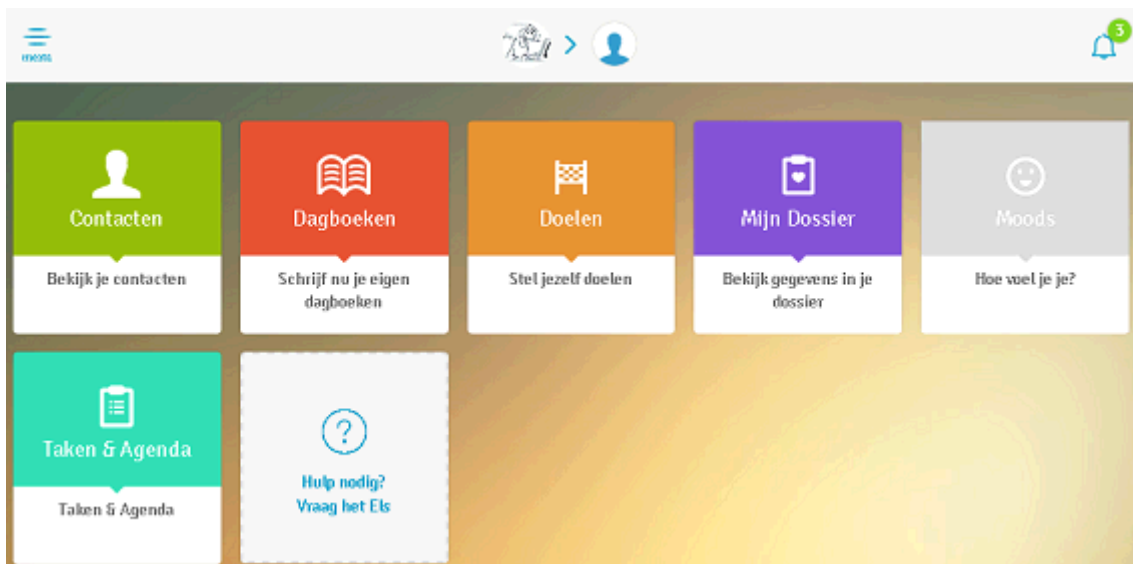 menu
3
Contacten
Bekijk je contacten
Dagboeken
Schrijf nu je eigen
dagboeken
Doelen
Stel jezelf doelen
Mijn Dossier
Bekijk gegevens in je
dossier
Moods
Hoe voel je je?
Taken & Agenda
Taken & Agenda
?
Hulp nodig?
Vraag het Els